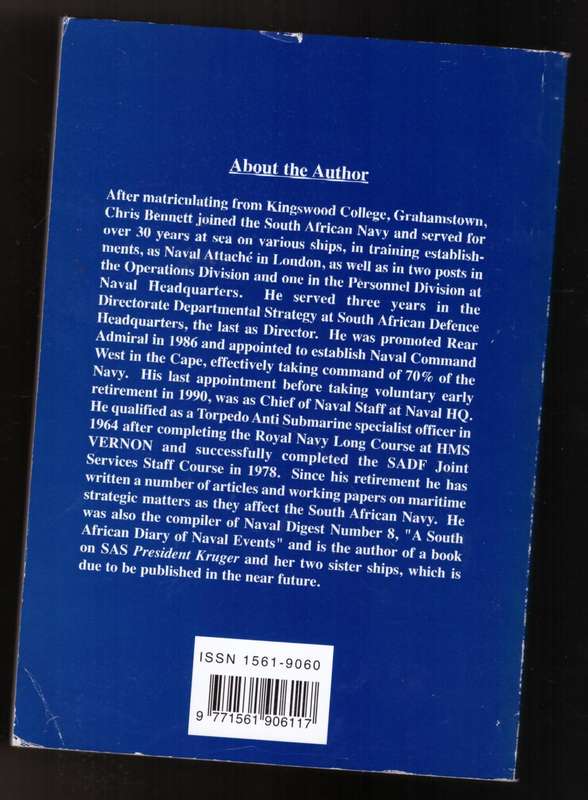 About the Author
After matriculating from Kingswood College, Grahamstown,
Chris Bennett joined the South African Navy and served for
over 30 years at sea on various ships, in training establish-
ments, as Naval Attaché in London, as well as in two posts in
the Operations Division and one in the Personnel Division at
Naval Headquarters. He served three years in the
Directorate Departmental Strategy at South African Defence
Headquarters, the last as Director. He was promoted Rear
Admiral in 1986 and appointed to establish Naval Command
West in the Cape, effectively taking command of 70% of the
Navy. His last appointment before taking voluntary early
retirement in 1990, was as Chief of Naval Staff at Naval HQ.
He qualified as a Torpedo Anti Submarine specialist officer in
1964 after completing the Royal Navy Long Course at HMS
VERNON and successfully completed the SADF Joint
Services Staff Course in 1978. Since his retirement he has
written a number of articles and working papers on maritime
strategic matters as they affect the South African Navy. He
was also the compiler of Naval Digest Number 8, "A South
African Diary of Naval Events" and is the author of a book
on SAS President Kruger and her two sister ships, which is
due to be published in the near future.
ISSN 1561-9060
9 771561 906117